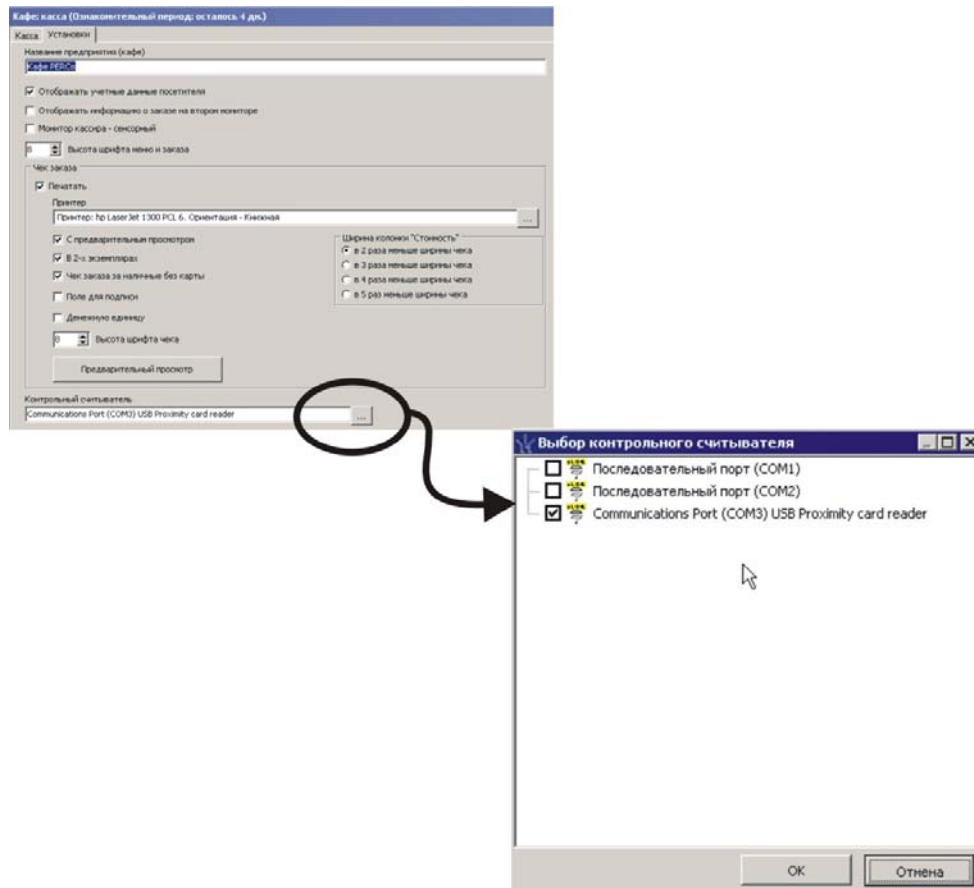 Кафе: касса (Ознакомительный период: осталось 4 дн.)
Касса Установки
Название предприятия (кафе)
Кафе PERCo
Отображать учетные данные посетителя
Отображать информацию о заказе на втором мониторе
Монитор кассира - сенсорный
8 Высота шрифта меню и заказа
Чек заказа
Печатать
Принтер
Принтер: hp LaserJet 1300 PCL 6. Ориентация - Книжная ...
С предварительным просмотром
В 2-х экземплярах
Чек заказа за наличные без карты
Поле для подписи
Денежную единицу
8 Высота шрифта чека
Предварительный просмотр
Ширина колонки "Стоимость"
в 2 раза меньше ширины чека
в 3 раза меньше ширины чека
в 4 раза меньше ширины чека
в 5 раз меньше ширины чека
Контрольный считыватель
Communications Port (COM3) USB Proximity card reader ...
Выбор контрольного считывателя
Последовательный порт (COM1)
Последовательный порт (COM2)
Communications Port (COM3) USB Proximity card reader
OK Отмена